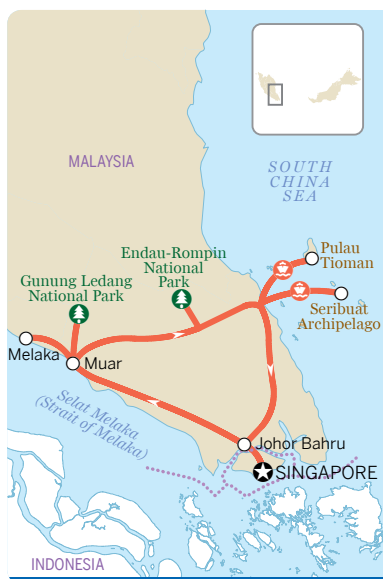 MALAYSIA
SOUTH
CHINA
SEA
Pulau
Tioman
Endau-Rompin
National
Park
Gunung Ledang
National Park
Seribuat
Archipelago
Melaka
Muar
Selat Melaka
(Strait of Melaka)
Johor Bahru
SINGAPORE
INDONESIA